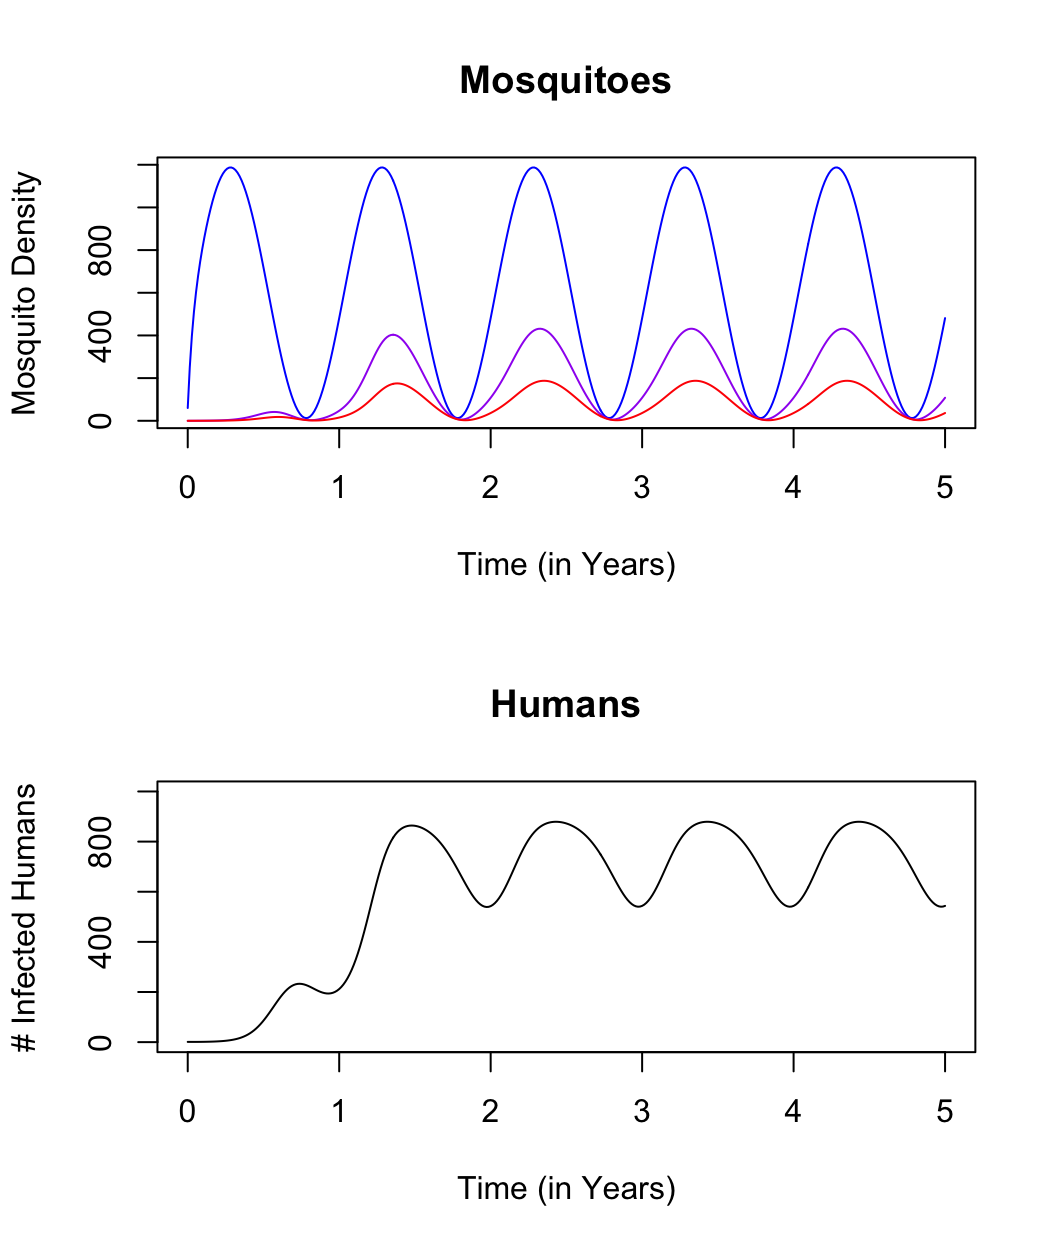 Mosquitoes
Mosquito Density
0 400 800
0 1 2 3 4 5
Time (in Years)
Humans
# Infected Humans
0 400 800
0 1 2 3 4 5
Time (in Years)